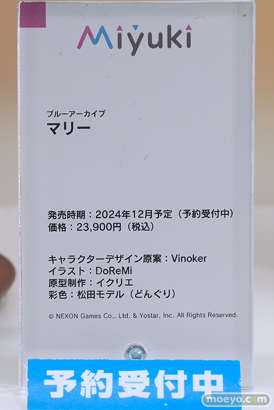 Miyuki
ブルーアーカイブ
マリー
発売時期：2024年12月予定（予約受付中）
価格：23,900円（税込）
キャラクターデザイン原案：Vinoker
イラスト：DoReMi
原型制作：イクリエ
彩色：松田モデル（どんぐり）
© NEXON Games Co., Ltd. & Yostar, Inc. All Rights Reserved.
予約受付中
moeyo.com